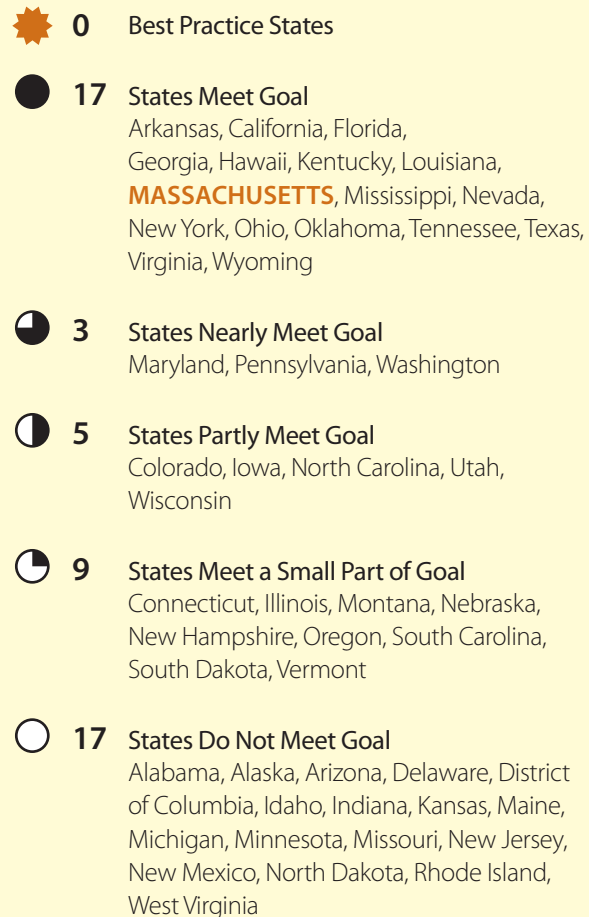 0 Best Practice States
17 States Meet Goal
Arkansas, California, Florida,
Georgia, Hawaii, Kentucky, Louisiana,
MASSACHUSETTS, Mississippi, Nevada,
New York, Ohio, Oklahoma, Tennessee, Texas,
Virginia, Wyoming
3 States Nearly Meet Goal
Maryland, Pennsylvania, Washington
5 States Partly Meet Goal
Colorado, Iowa, North Carolina, Utah,
Wisconsin
9 States Meet a Small Part of Goal
Connecticut, Illinois, Montana, Nebraska,
New Hampshire, Oregon, South Carolina,
South Dakota, Vermont
17 States Do Not Meet Goal
Alabama, Alaska, Arizona, Delaware, District
of Columbia, Idaho, Indiana, Kansas, Maine,
Michigan, Minnesota, Missouri, New Jersey,
New Mexico, North Dakota, Rhode Island,
West Virginia